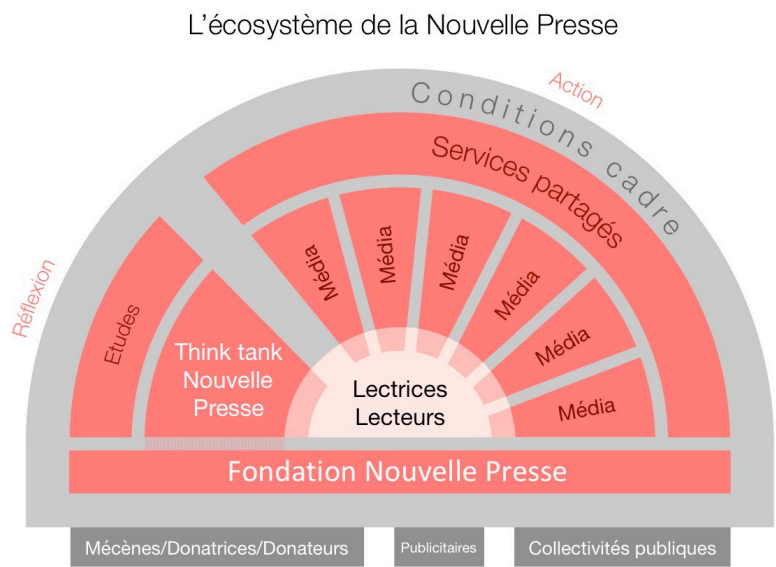 L'écosystème de la Nouvelle Presse
Action
Conditions cadre
Services partagés
Réflexion
Etudes
Think tank
Nouvelle
Presse
Média
Média
Média
Média
Média
Média
Lectrices
Lecteurs
Fondation Nouvelle Presse
Mécènes/Donatrices/Donateurs
Publicitaires
Collectivités publiques